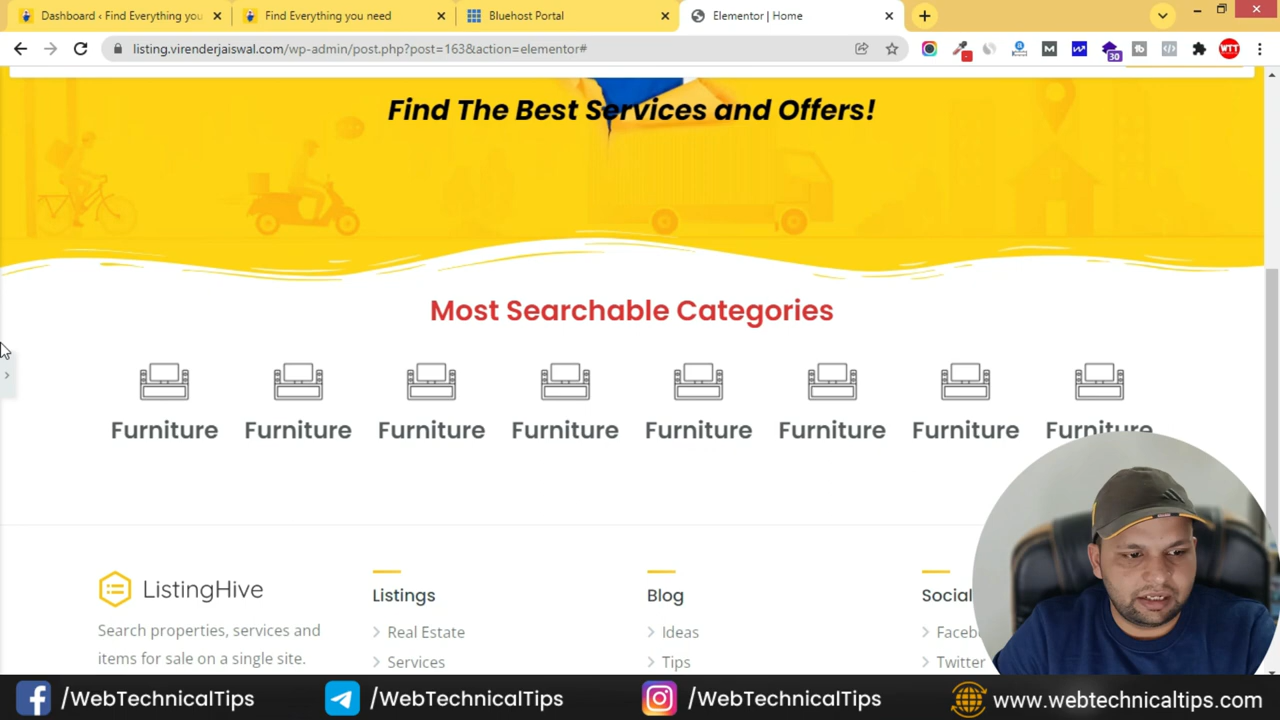 Dashboard ‹ Find Everything you
Find Everything you need
Bluehost Portal
Elementor | Home
listing.virenderjaiswal.com/wp-admin/post.php?post=163&action=elementor#
30
WTT
Find The Best Services and Offers!
Most Searchable Categories
Furniture Furniture Furniture Furniture Furniture Furniture Furniture Furniture
ListingHive
Search properties, services and
items for sale on a single site.
Listings
Real Estate
Services
Blog
Ideas
Tips
Social
Twitter
/WebTechnicalTips
/WebTechnicalTips
/WebTechnicalTips
www.webtechnicaltips.com